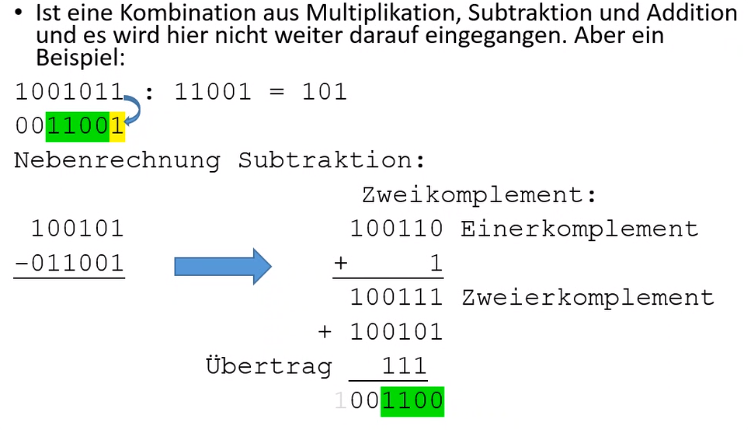 • Ist eine Kombination aus Multiplikation, Subtraktion und Addition
und es wird hier nicht weiter darauf eingegangen. Aber ein
Beispiel:
1001011 : 11001 = 101
0011001
Nebenrechnung Subtraktion:
Zweikomplement:
100101
100110 Einerkomplement
-011001
+ 1
100111 Zweierkomplement
+ 100101
Übertrag 111
1001100